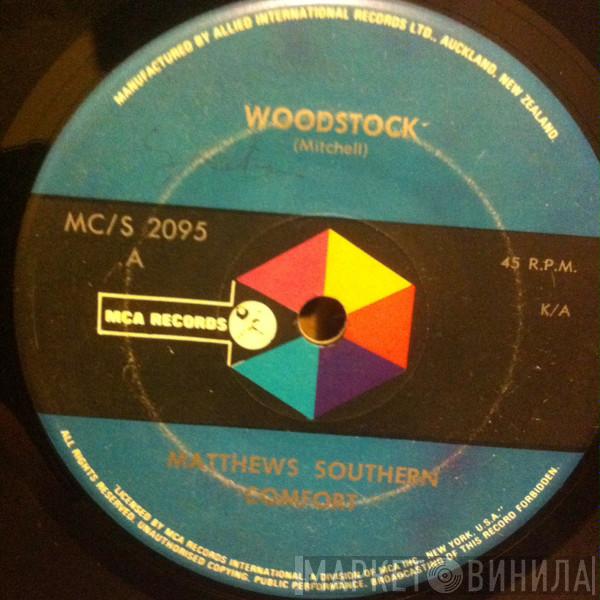 MANUFACTURED BY ALLIED INTERNATIONAL RECORDS LTD., AUCKLAND, NEW ZEALAND.
WOODSTOCK
(Mitchell)
MC/S 2095
A
45 R.P.M.
K/A
MCA RECORDS
MATTHEWS SOUTHERN
COMFORT
ALL RIGHTS RESERVED. UNAUTHORISED COPYING, PUBLIC PERFORMANCE, BROADCASTING OF THIS RECORD FORBIDDEN.
"LICENSED BY MCA RECORDS INTERNATIONAL, A DIVISION OF MCA INC., NEW YORK, U.S.A."
МАРКЕТ ВИНИЛА